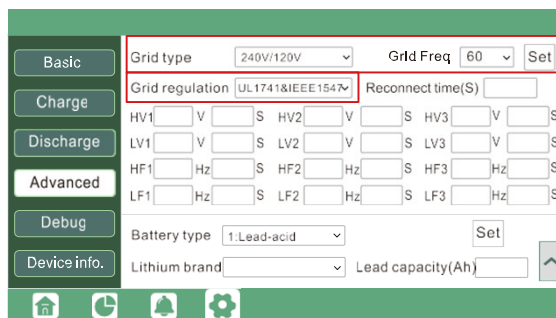 Basic
Charge
Discharge
Advanced
Debug
Device info.
Grid type 240V/120V Grid Freq 60 Set
Grid regulation UL1741&IEEE1547 Reconnect time(S)
HV1 V S HV2 V S HV3 V S
LV1 V S LV2 V S LV3 V S
HF1 Hz S HF2 Hz S HF3 Hz S
LF1 Hz S LF2 Hz S LF3 Hz S
Battery type 1:Lead-acid Set
Lithium brand Lead capacity(Ah)